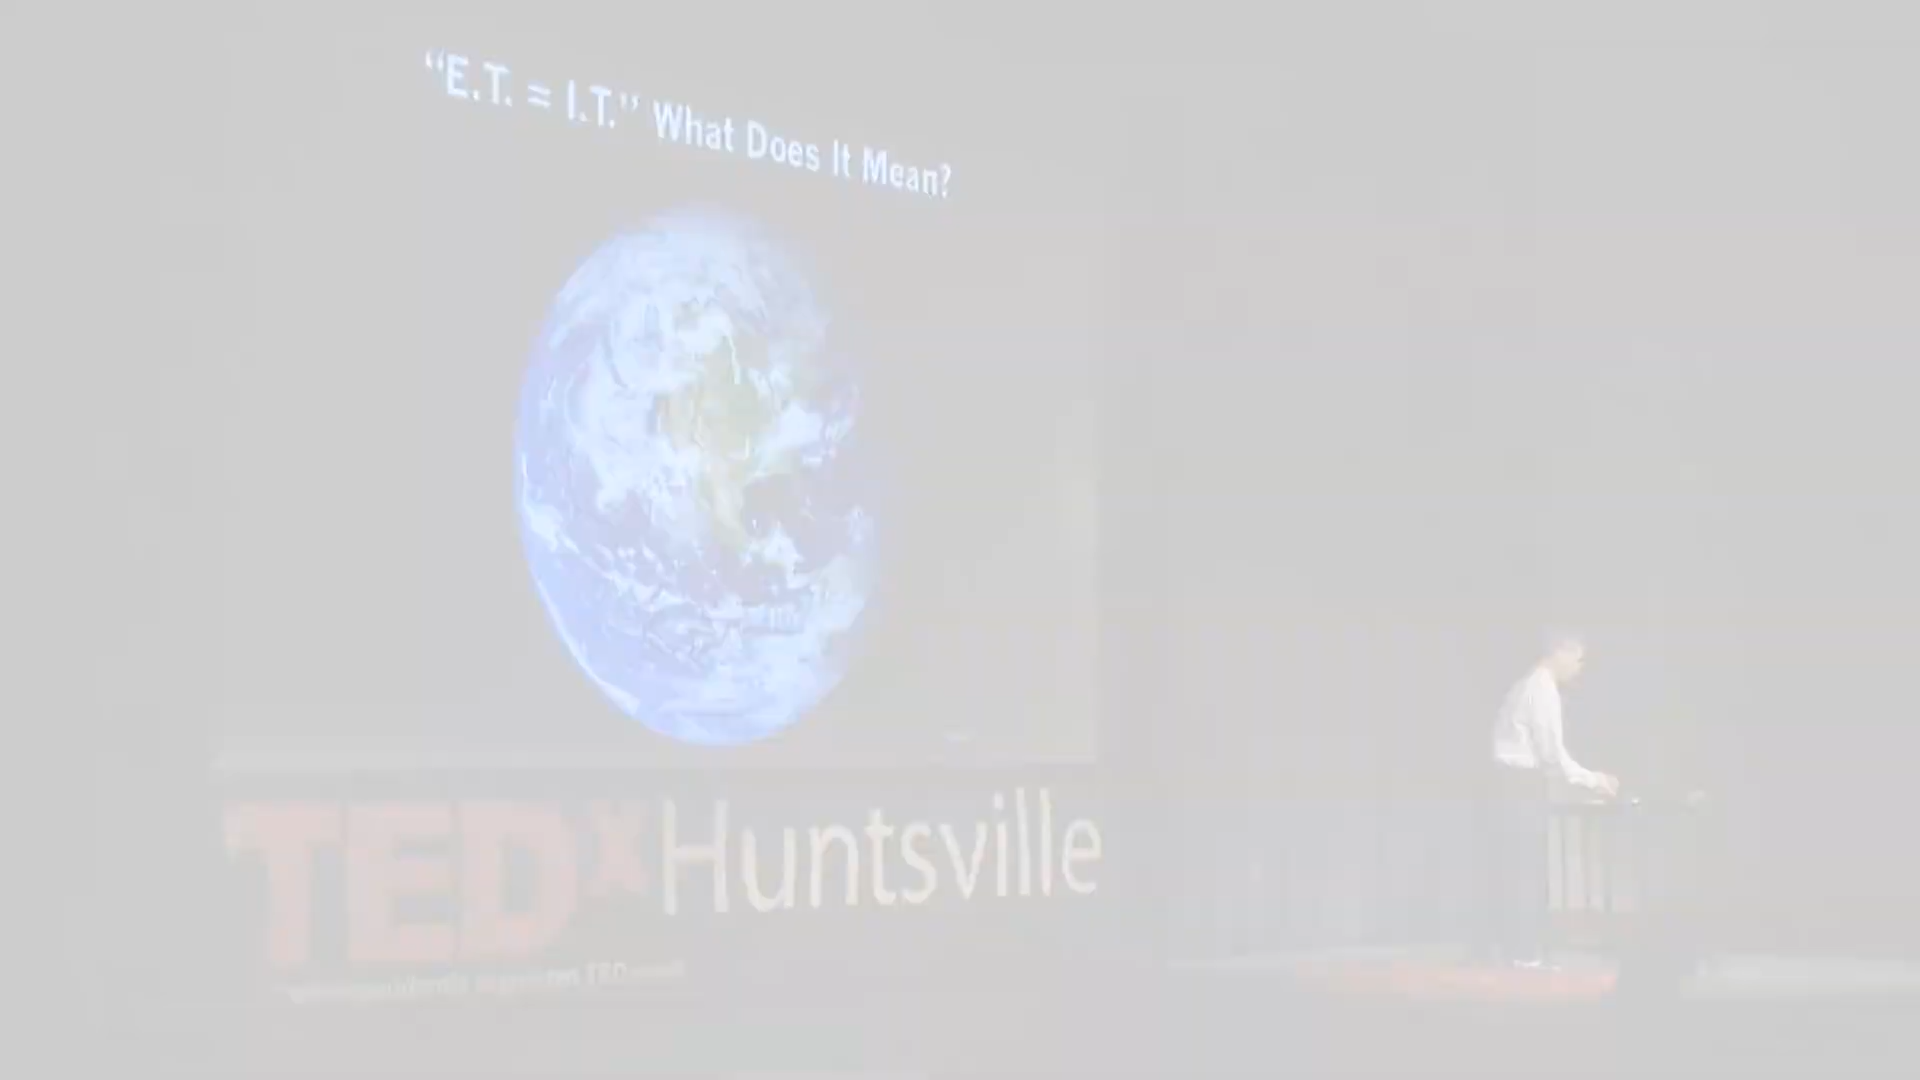 “E.T. = I.T.” What Does It Mean?
TEDx Huntsville